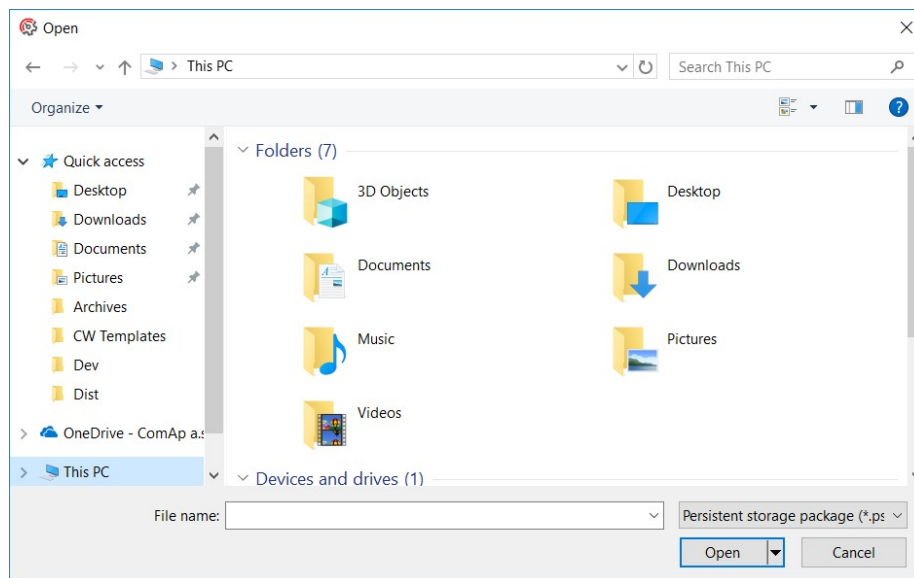 Open
This PC
Search This PC
Organize
Quick access
Desktop
Downloads
Documents
Pictures
Archives
CW Templates
Dev
Dist
OneDrive - ComAp a.s
This PC
Folders (7)
3D Objects
Desktop
Documents
Downloads
Music
Pictures
Videos
Devices and drives (1)
File name:
Persistent storage package (*.ps
Open
Cancel